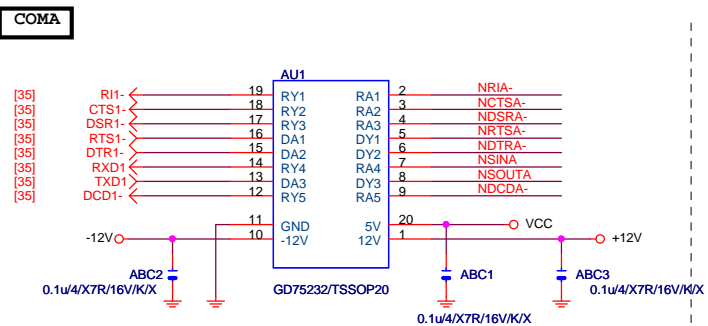 COMA
AU1
[35] RI1- 19 RY1 RA1 2 NRIA-
[35] CTS1- 18 RY2 RA2 3 NCTSA-
[35] DSR1- 17 RY3 RA3 4 NDSRA-
[35] RTS1- 16 DA1 DY1 5 NRTSA-
[35] DTR1- 15 DA2 DY2 6 NDTRA-
[35] RXD1 14 RY4 RA4 7 NSINA
[35] TXD1 13 DA3 DY3 8 NSOUTA
[35] DCD1- 12 RY5 RA5 9 NDCDA-
11 GND 5V 20 VCC
-12V 10 -12V 12V 1 +12V
ABC2 ABC1 ABC3
0.1u/4/X7R/16V/K/X GD75232/TSSOP20 0.1u/4/X7R/16V/K/X
0.1u/4/X7R/16V/K/X